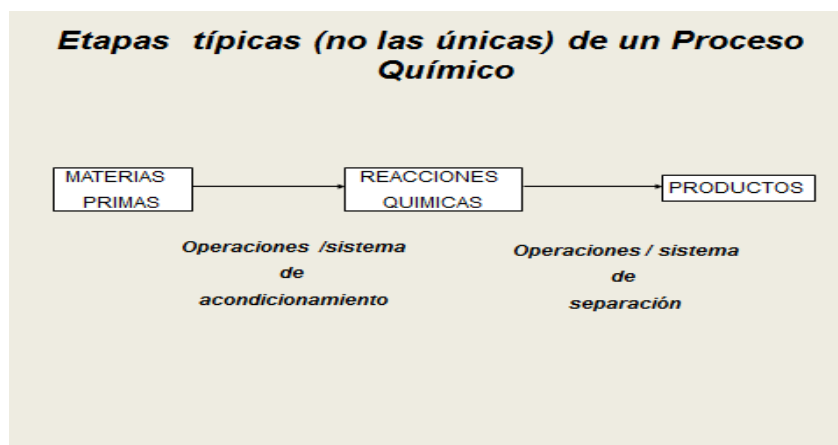 Etapas típicas (no las únicas) de un Proceso
Químico
MATERIAS
PRIMAS
REACCIONES
QUIMICAS
PRODUCTOS
Operaciones /sistema
de
acondicionamiento
Operaciones / sistema
de
separación